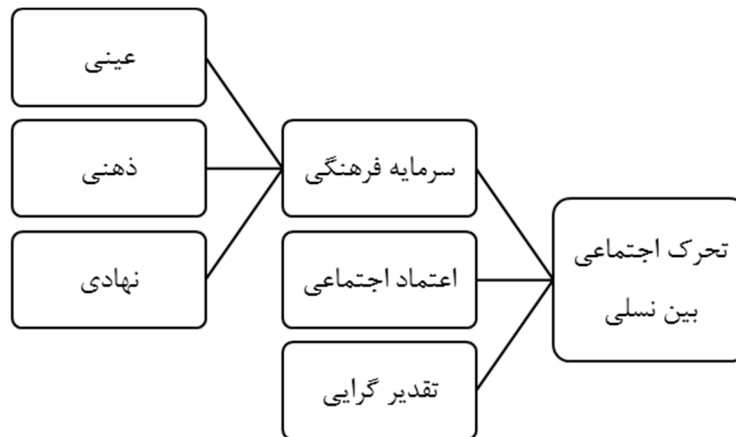 تحرک اجتماعی
بین نسلی
سرمایه فرهنگی
اعتماد اجتماعی
تقدیر گرایی
عینی
ذهنی
نهادی